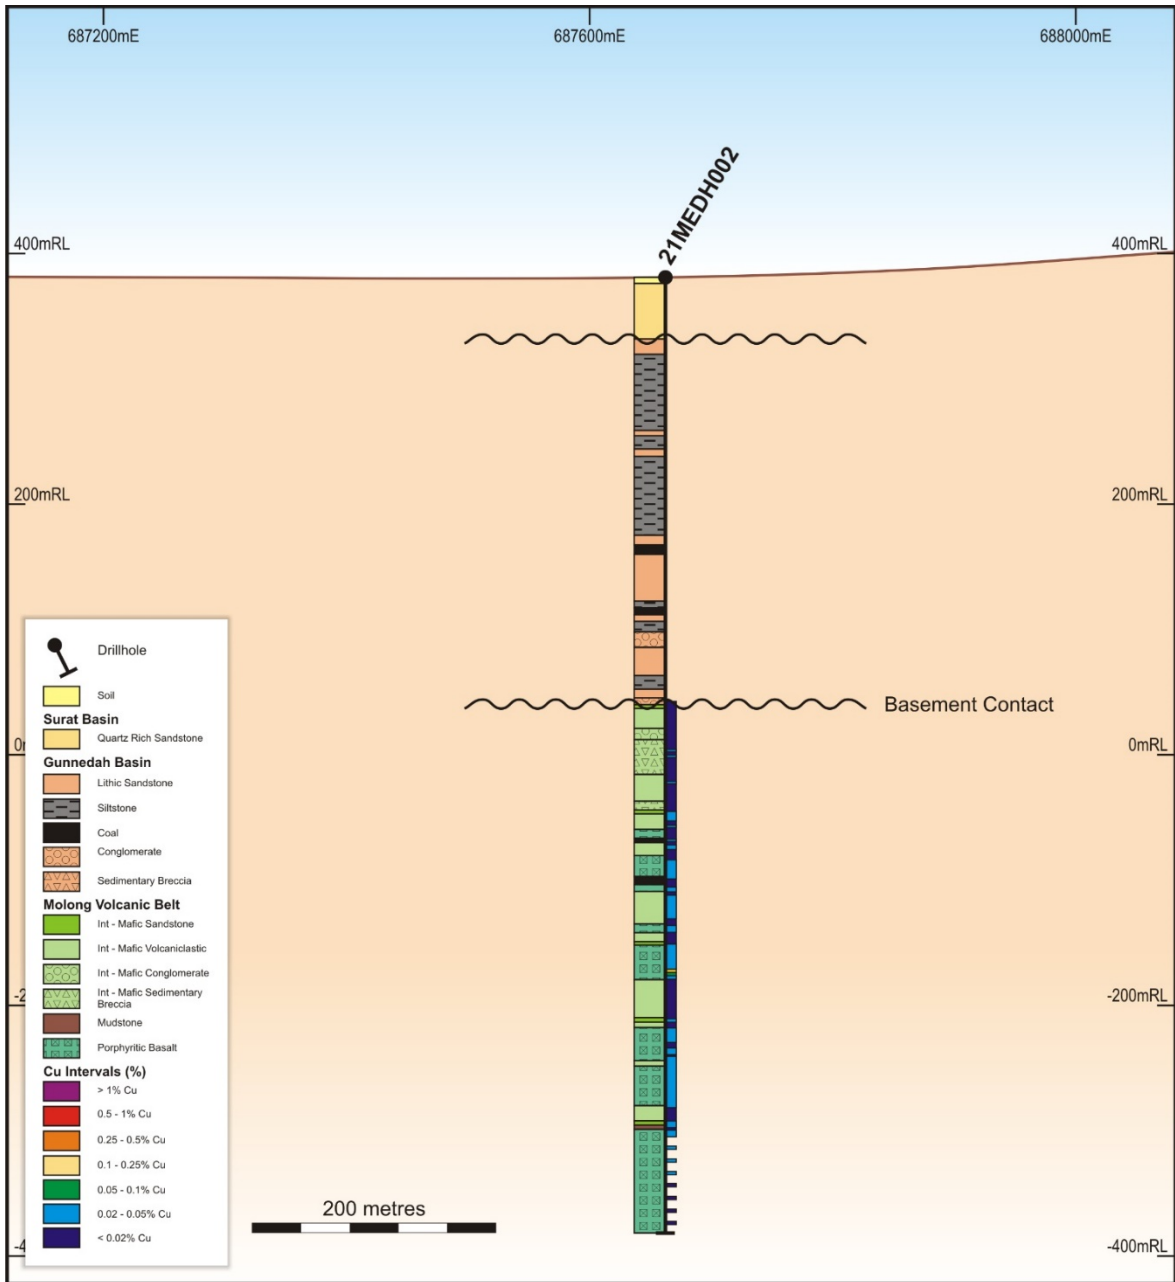 687200mE
687600mE
688000mE
21MEDH002
400mRL
400mRL
200mRL
200mRL
Drillhole
Soil
Surat Basin
Quartz Rich Sandstone
Gunnedah Basin
Lithic Sandstone
Siltstone
Coal
Conglomerate
Sedimentary Breccia
Molong Volcanic Belt
Int - Mafic Sandstone
Int - Mafic Volcaniclastic
Int - Mafic Conglomerate
Int - Mafic Sedimentary
Breccia
Mudstone
Porphyritic Basalt
Cu Intervals (%)
> 1% Cu
0.5 - 1% Cu
0.25 - 0.5% Cu
0.1 - 0.25% Cu
0.05 - 0.1% Cu
0.02 - 0.05% Cu
< 0.02% Cu
Basement Contact
0mRL
-200mRL
200 metres
-400mRL